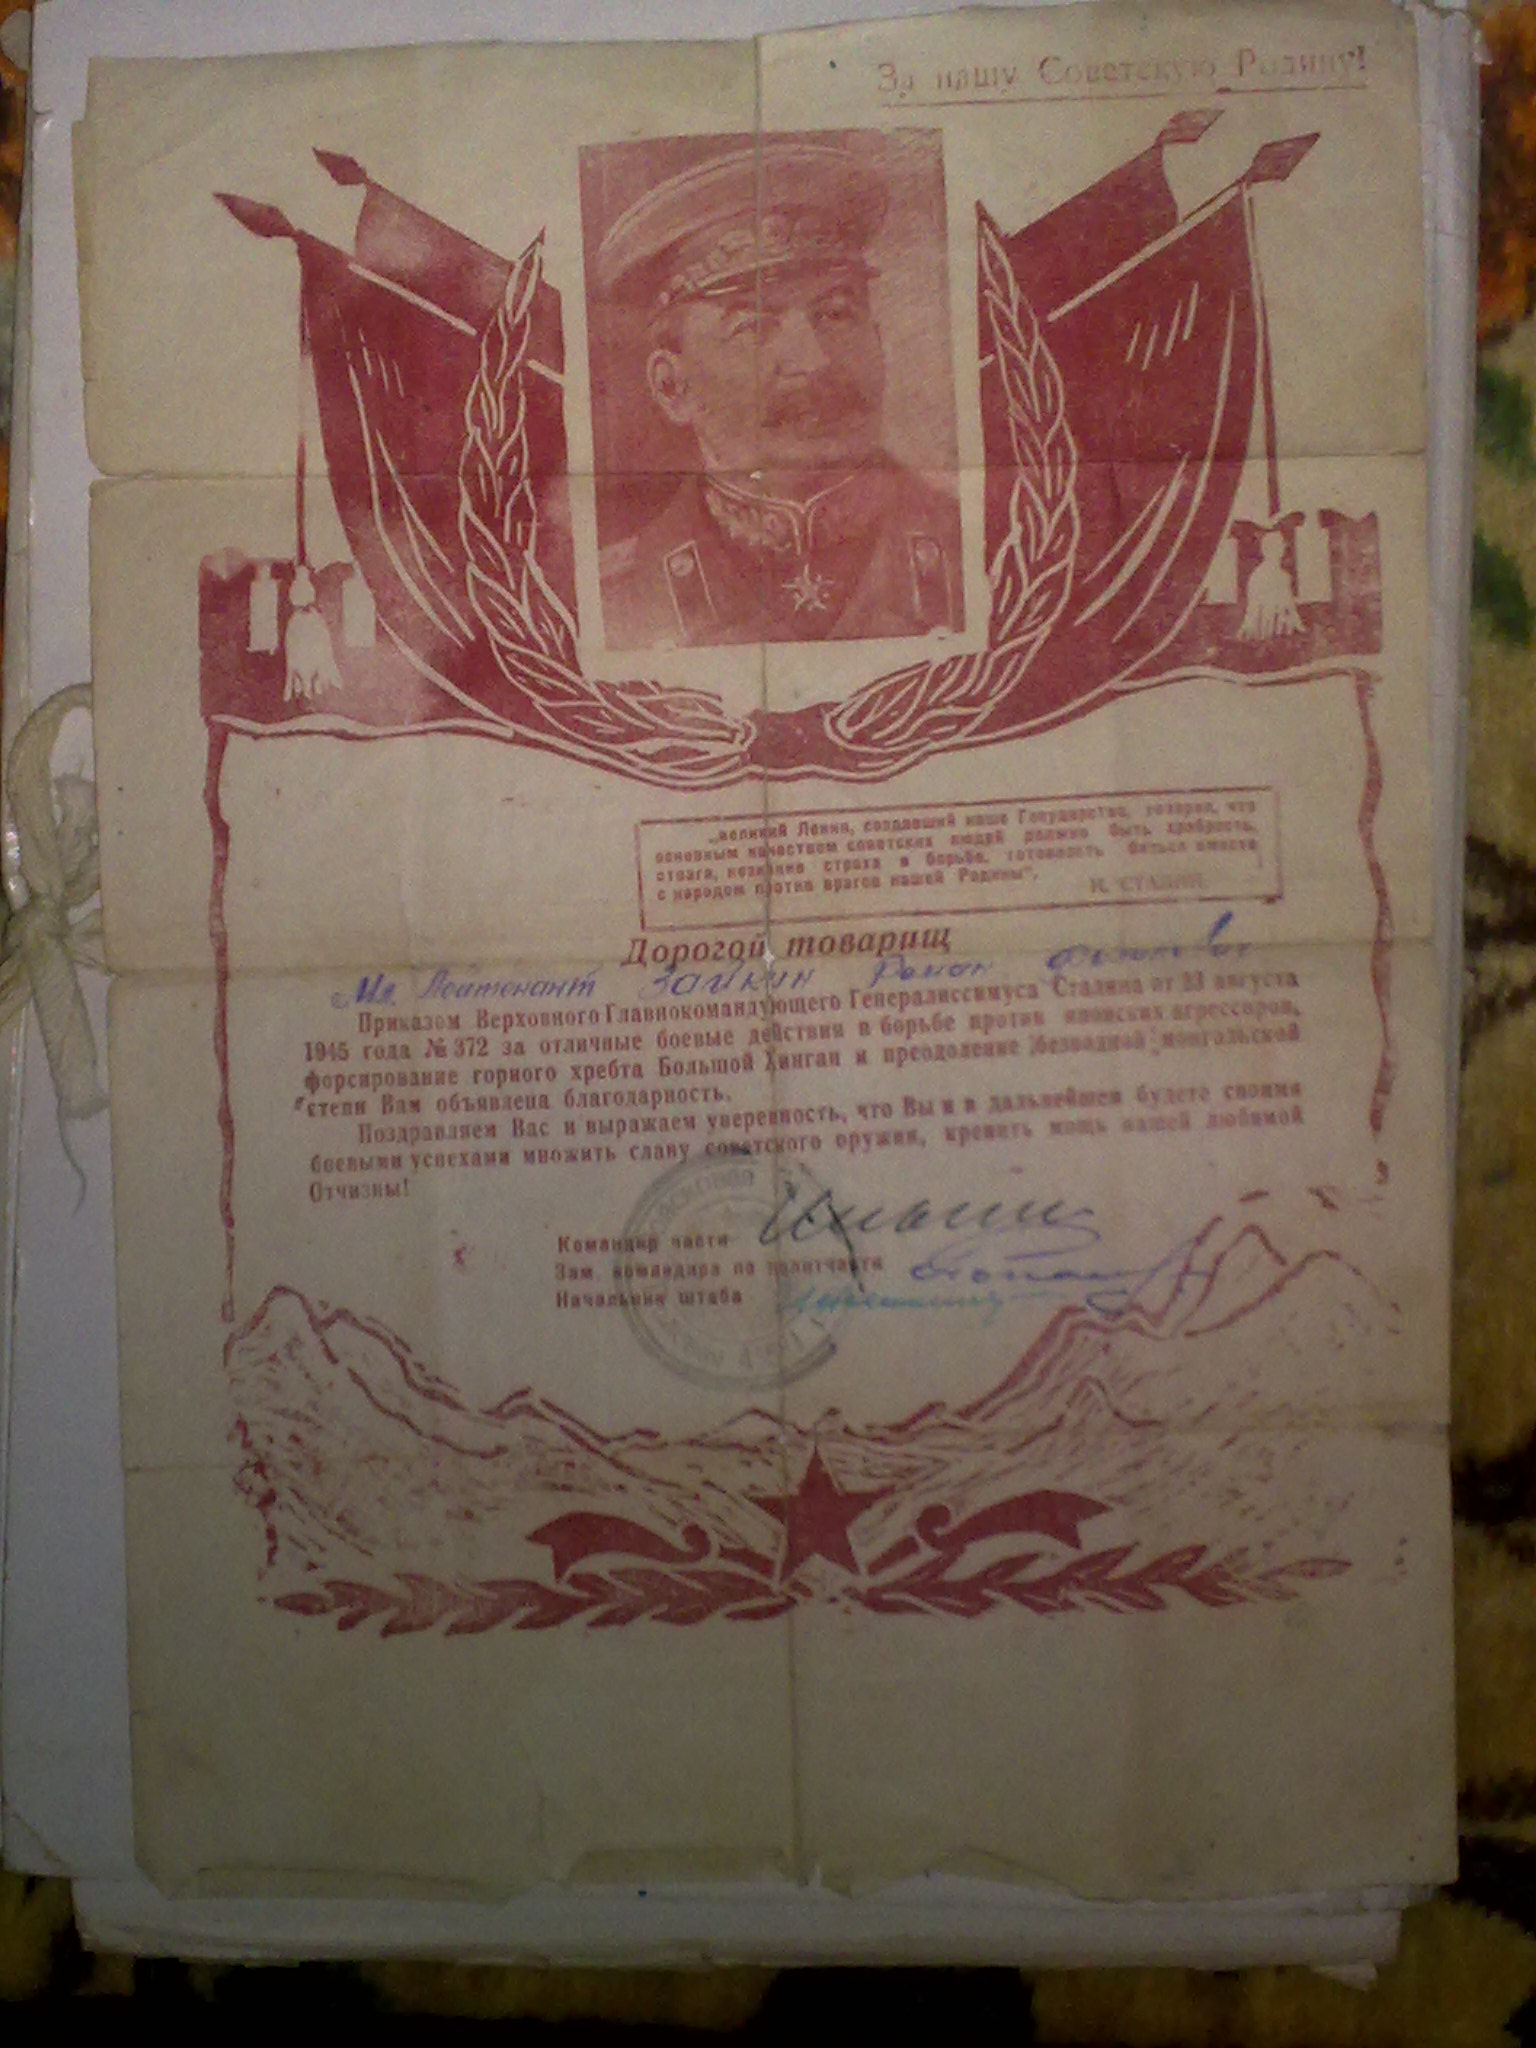 За нашу Советскую Родину!
„великий Ленин, создавший наше Государство, говорил, что
основным качеством советских людей должно быть храбрость,
отвага, незнание страха в борьбе, готовность биться вместе
с народом против врагов нашей Родины".
И. СТАЛИН.
Дорогой товарищ
Мл. Лейтенант Зайкин Роман
Приказом Верховного Главнокомандующего Генералиссимуса Сталина от 23 августа
1945 года № 372 за отличные боевые действия в борьбе против японских агрессоров,
форсирование горного хребта Большой Хинган и преодоление безводной монгольской
степи Вам объявлена благодарность.
Поздравляем Вас и выражаем уверенность, что Вы и в дальнейшем будете своими
боевыми успехами множить славу советского оружия, крепить мощь нашей любимой
Отчизны!
Командир части
Зам. командира по политчасти
Начальник штаба